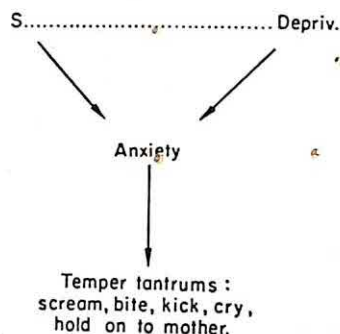 S.................................... Depriv.
Anxiety
Temper tantrums :
scream, bite, kick, cry,
hold on to mother.